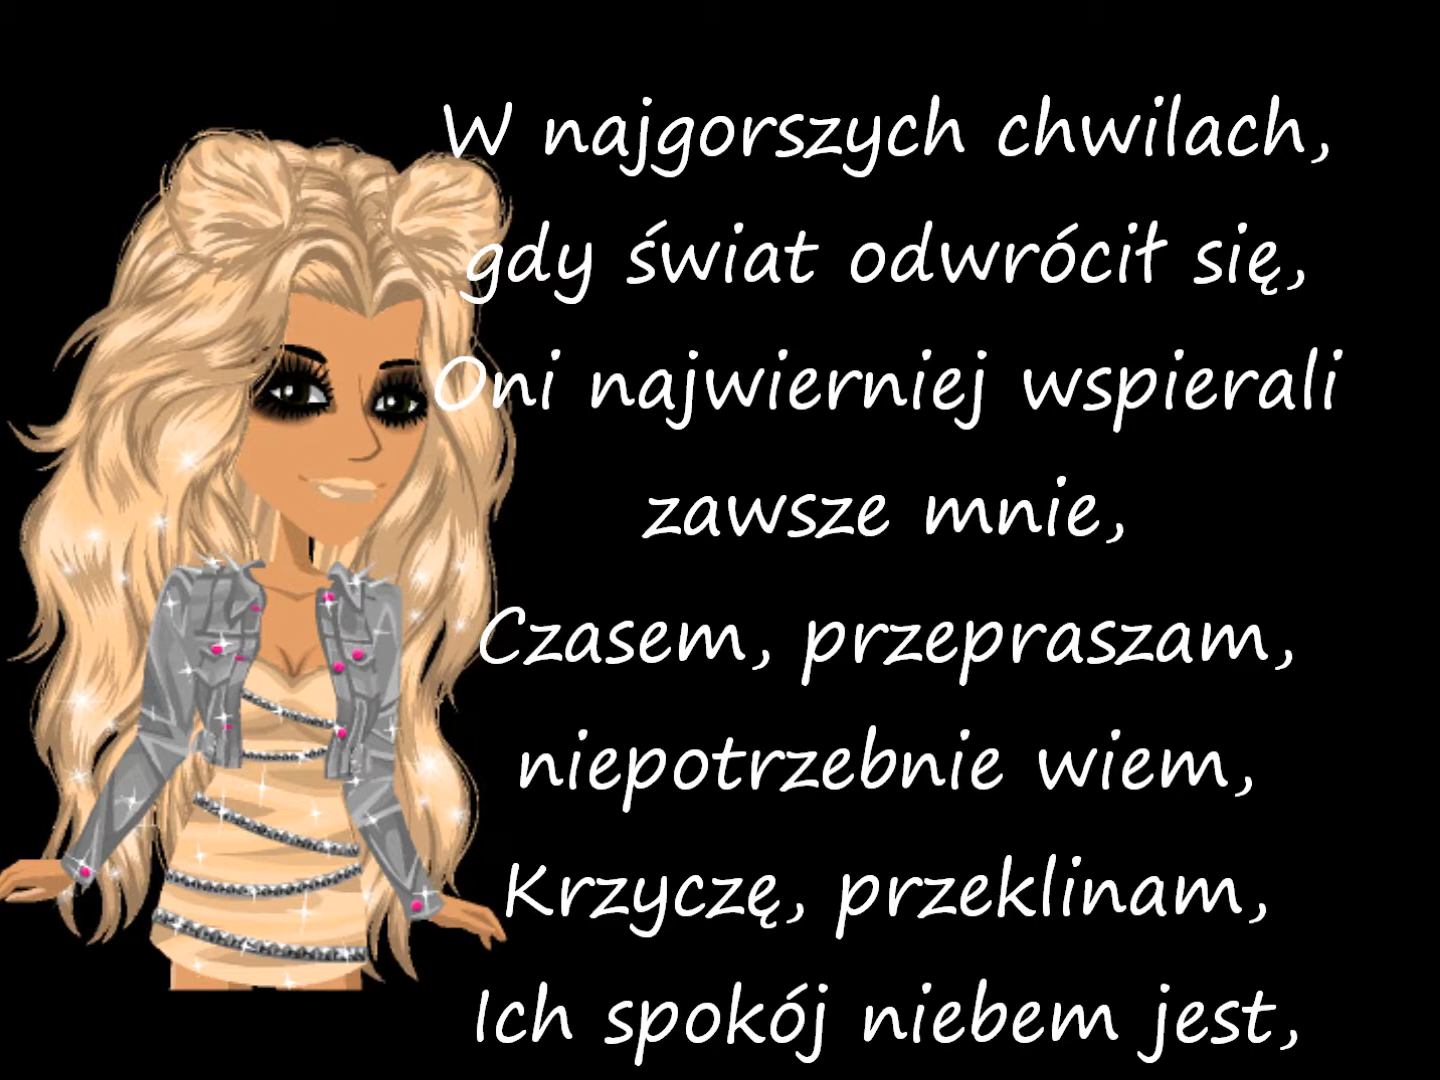 W najgorszych chwilach,
gdy świat odwrócił się,
Oni najwierniej wspierali
zawsze mnie,
Czasem, przepraszam,
niepotrzebnie wiem,
Krzyczę, przeklinam,
Ich spokój niebem jest,